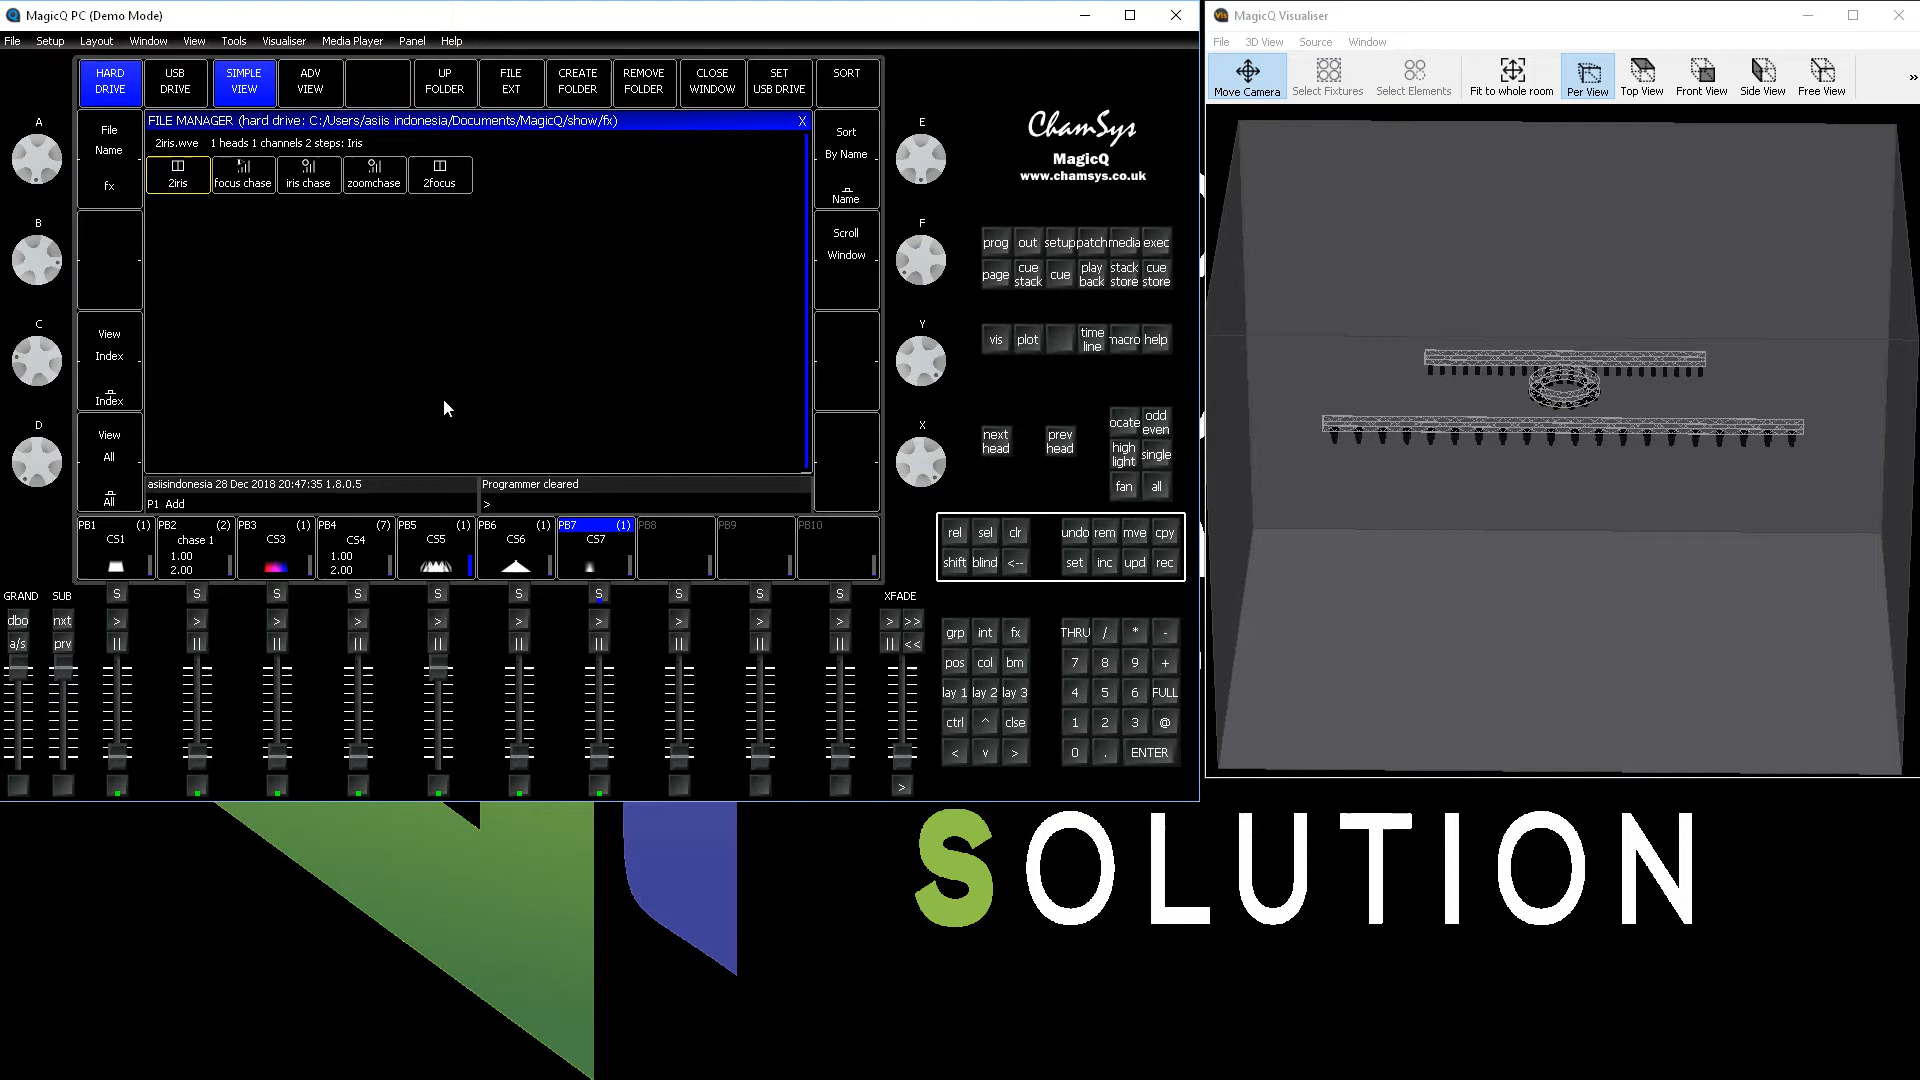 MagicQ PC (Demo Mode)
File Setup Layout Window View Tools Visualiser Media Player Panel Help
HARD DRIVE
USB DRIVE
SIMPLE VIEW
ADV VIEW
UP FOLDER
FILE EXT
CREATE FOLDER
REMOVE FOLDER
CLOSE WINDOW
SET USB DRIVE
SORT
FILE MANAGER (hard drive: C:/Users/asiis indonesia/Documents/MagicQ/show/fx) X
2iris.wve 1 heads 1 channels 2 steps: Iris
2iris
focus chase
iris chase
zoomchase
2focus
A
B
C
D
File Name
fx
View Index
Index
View All
All
Sort By Name
Name
Scroll Window
E
F
Y
X
asiisindonesia 28 Dec 2018 20:47:35 1.8.0.5
Programmer cleared
P1 Add
>
PB1 (1) PB2 (2) PB3 (1) PB4 (7) PB5 (1) PB6 (1) PB7 (1) PB8 PB9 PB10
CS1 chase 1 CS3 CS4 CS5 CS6 CS7
1.00 1.00
2.00 2.00
GRAND SUB S S S S S S S S S S XFADE
dbo nxt > > > > > > > > > > > >>
a/s prv || || || || || || || || || || || <<
>
ChamSys
MagicQ
www.chamsys.co.uk
prog out setup patch media exec
page cue stack cue play back stack store cue store
vis plot time line macro help
next head
prev head
ocate odd even
high light single
fan all
rel sel clr undo rem mve cpy
shift blind <-- set inc upd rec
grp int fx THRU / * -
pos col bm 7 8 9 +
lay 1 lay 2 lay 3 4 5 6 FULL
ctrl ^ clse 1 2 3 @
< v > 0 . ENTER
Vis MagicQ Visualiser
File 3D View Source Window
Move Camera
Select Fixtures
Select Elements
Fit to whole room
Per View
Top View
Front View
Side View
Free View
»
SOLUTION